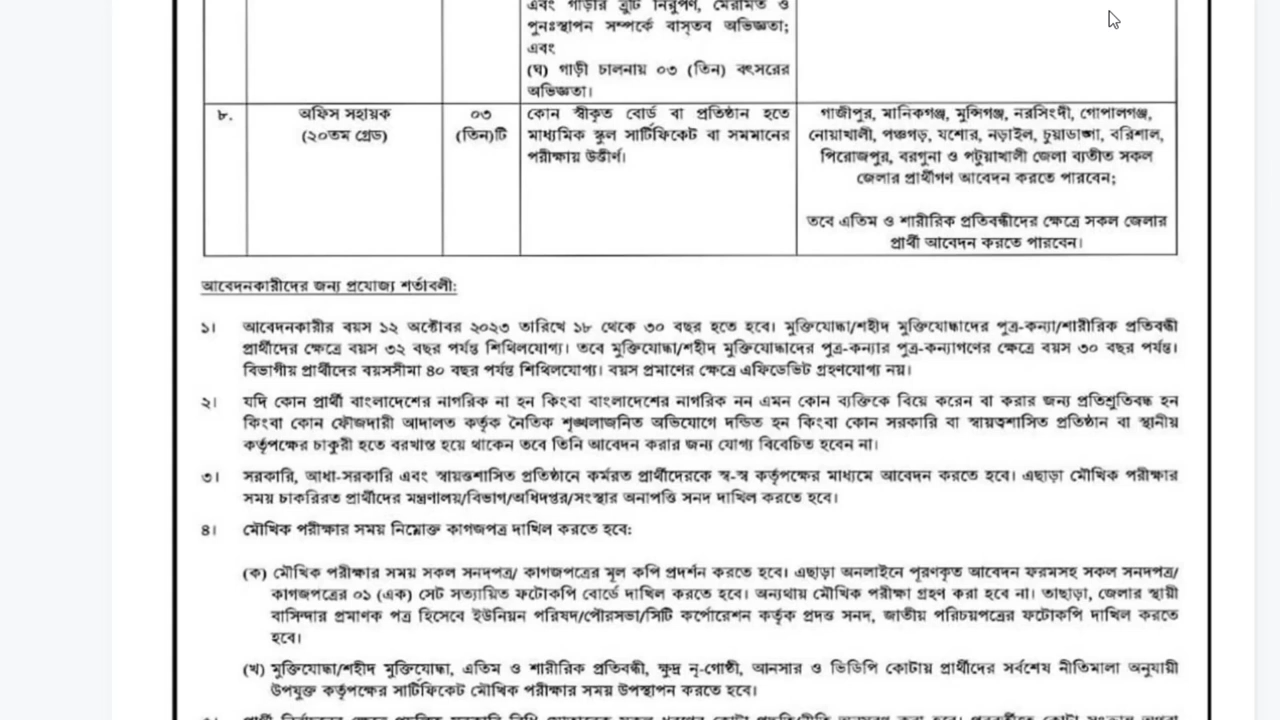 এবং গাড়ীর ত্রুটি নিরূপণ, মেরামত ও
পুনঃস্থাপন সম্পর্কে বাস্তব অভিজ্ঞতা;
এবং
(ঘ) গাড়ী চালনায় ০৩ (তিন) বৎসরের
অভিজ্ঞতা।
৮.
অফিস সহায়ক
(২০তম গ্রেড)
০৩
(তিন)টি
কোন স্বীকৃত বোর্ড বা প্রতিষ্ঠান হতে
মাধ্যমিক স্কুল সার্টিফিকেট বা সমমানের
পরীক্ষায় উত্তীর্ণ।
গাজীপুর, মানিকগঞ্জ, মুন্সিগঞ্জ, নরসিংদী, গোপালগঞ্জ,
নোয়াখালী, পঞ্চগড়, যশোর, নড়াইল, চুয়াডাঙ্গা, বরিশাল,
পিরোজপুর, বরগুনা ও পটুয়াখালী জেলা ব্যতীত সকল
জেলার প্রার্থীগণ আবেদন করতে পারবেন;
তবে এতিম ও শারীরিক প্রতিবন্ধীদের ক্ষেত্রে সকল জেলার
প্রার্থী আবেদন করতে পারবেন।
আবেদনকারীদের জন্য প্রযোজ্য শর্তাবলী:
১। আবেদনকারীর বয়স ১২ অক্টোবর ২০২৩ তারিখে ১৮ থেকে ৩০ বছর হতে হবে। মুক্তিযোদ্ধা/শহীদ মুক্তিযোদ্ধাদের পুত্র-কন্যা/শারীরিক প্রতিবন্ধী
প্রার্থীদের ক্ষেত্রে বয়স ৩২ বছর পর্যন্ত শিথিলযোগ্য। তবে মুক্তিযোদ্ধা/শহীদ মুক্তিযোদ্ধাদের পুত্র-কন্যার পুত্র-কন্যাগণের ক্ষেত্রে বয়স ৩০ বছর পর্যন্ত।
বিভাগীয় প্রার্থীদের বয়সসীমা ৪০ বছর পর্যন্ত শিথিলযোগ্য। বয়স প্রমাণের ক্ষেত্রে এফিডেভিট গ্রহণযোগ্য নয়।
২। যদি কোন প্রার্থী বাংলাদেশের নাগরিক না হন কিংবা বাংলাদেশের নাগরিক নন এমন কোন ব্যক্তিকে বিয়ে করেন বা করার জন্য প্রতিশ্রুতিবদ্ধ হন
কিংবা কোন ফৌজদারী আদালত কর্তৃক নৈতিক শৃঙ্খলাজনিত অভিযোগে দন্ডিত হন কিংবা কোন সরকারি বা স্বায়ত্বশাসিত প্রতিষ্ঠান বা স্থানীয়
কর্তৃপক্ষের চাকুরী হতে বরখাস্ত হয়ে থাকেন তবে তিনি আবেদন করার জন্য যোগ্য বিবেচিত হবেন না।
৩। সরকারি, আধা-সরকারি এবং স্বায়ত্তশাসিত প্রতিষ্ঠানে কর্মরত প্রার্থীদেরকে স্ব-স্ব কর্তৃপক্ষের মাধ্যমে আবেদন করতে হবে। এছাড়া মৌখিক পরীক্ষার
সময় চাকরিরত প্রার্থীদের মন্ত্রণালয়/বিভাগ/অধিদপ্তর/সংস্থার অনাপত্তি সনদ দাখিল করতে হবে।
৪। মৌখিক পরীক্ষার সময় নিম্নোক্ত কাগজপত্র দাখিল করতে হবে:
(ক) মৌখিক পরীক্ষার সময় সকল সনদপত্র/ কাগজপত্রের মূল কপি প্রদর্শন করতে হবে। এছাড়া অনলাইনে পূরণকৃত আবেদন ফরমসহ সকল সনদপত্র/
কাগজপত্রের ০১ (এক) সেট সত্যায়িত ফটোকপি বোর্ডে দাখিল করতে হবে। অন্যথায় মৌখিক পরীক্ষা গ্রহণ করা হবে না। তাছাড়া, জেলার স্থায়ী
বাসিন্দার প্রমাণক পত্র হিসেবে ইউনিয়ন পরিষদ/পৌরসভা/সিটি কর্পোরেশন কর্তৃক প্রদত্ত সনদ, জাতীয় পরিচয়পত্রের ফটোকপি দাখিল করতে
হবে।
(খ) মুক্তিযোদ্ধা/শহীদ মুক্তিযোদ্ধা, এতিম ও শারীরিক প্রতিবন্ধী, ক্ষুদ্র নৃ-গোষ্ঠী, আনসার ও ভিডিপি কোটায় প্রার্থীদের সর্বশেষ নীতিমালা অনুযায়ী
উপযুক্ত কর্তৃপক্ষের সার্টিফিকেট মৌখিক পরীক্ষার সময় উপস্থাপন করতে হবে।